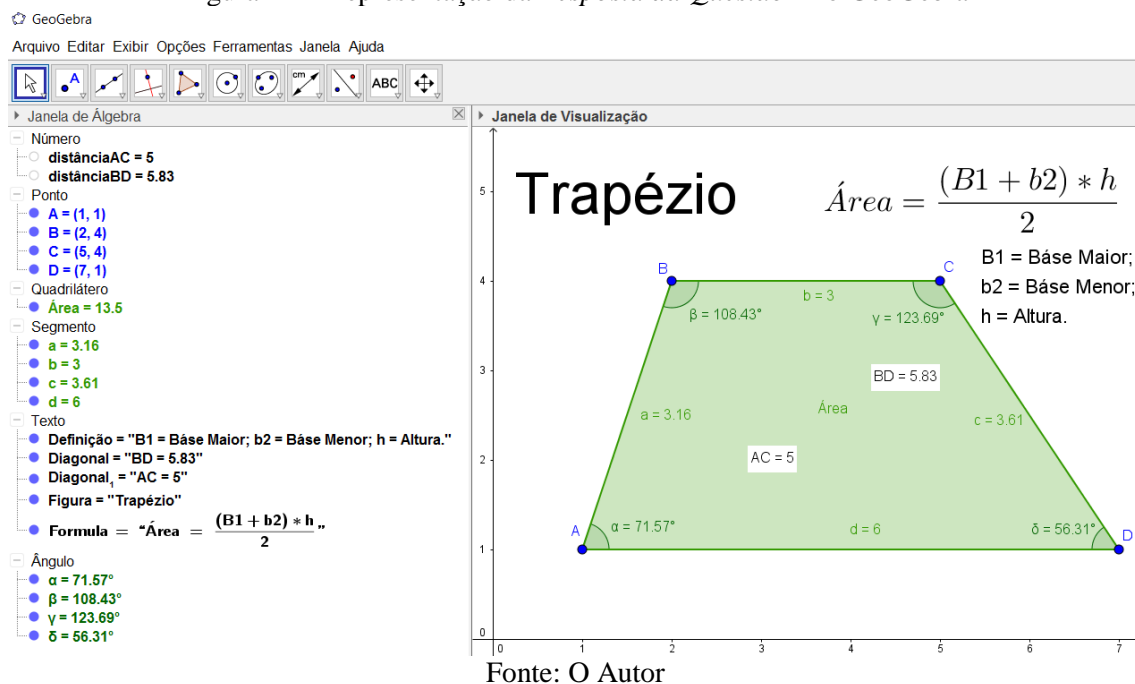 GeoGebra
Arquivo Editar Exibir Opções Ferramentas Janela Ajuda
A
cm
ABC
Janela de Álgebra
Número
distânciaAC = 5
distânciaBD = 5.83
Ponto
A = (1, 1)
B = (2, 4)
C = (5, 4)
D = (7, 1)
Quadrilátero
Área = 13.5
Segmento
a = 3.16
b = 3
c = 3.61
d = 6
Texto
Definição = "B1 = Báse Maior; b2 = Báse Menor; h = Altura."
Diagonal = "BD = 5.83"
Diagonal₁ = "AC = 5"
Figura = "Trapézio"
Formula = “Área = (B1 + b2) * h / 2”
Ângulo
α = 71.57°
β = 108.43°
γ = 123.69°
δ = 56.31°
Janela de Visualização
Trapézio
Área = (B1 + b2) * h / 2
B1 = Báse Maior;
b2 = Báse Menor;
h = Altura.
B
C
b = 3
β = 108.43°
γ = 123.69°
BD = 5.83
Área
a = 3.16
c = 3.61
AC = 5
A
α = 71.57°
d = 6
δ = 56.31°
D
5
4
3
2
1
0
0 1 2 3 4 5 6 7
Fonte: O Autor